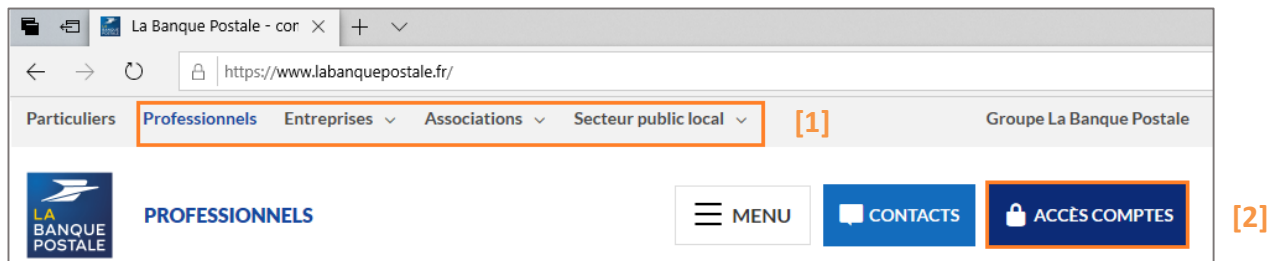 La Banque Postale - cor
https://www.labanquepostale.fr/
Particuliers Professionnels Entreprises Associations Secteur public local [1] Groupe La Banque Postale
LA
BANQUE
POSTALE
PROFESSIONNELS MENU CONTACTS ACCÈS COMPTES [2]